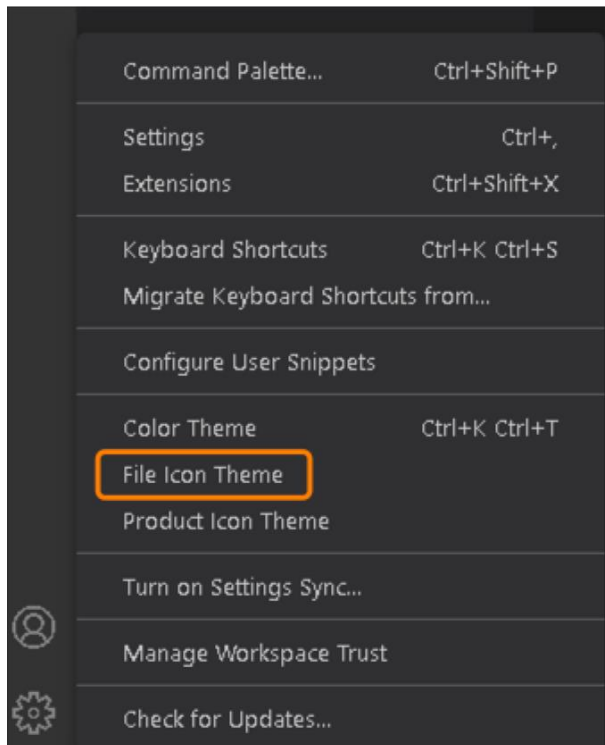 Command Palette... Ctrl+Shift+P
Settings Ctrl+,
Extensions Ctrl+Shift+X
Keyboard Shortcuts Ctrl+K Ctrl+S
Migrate Keyboard Shortcuts from...
Configure User Snippets
Color Theme Ctrl+K Ctrl+T
File Icon Theme
Product Icon Theme
Turn on Settings Sync...
Manage Workspace Trust
Check for Updates...